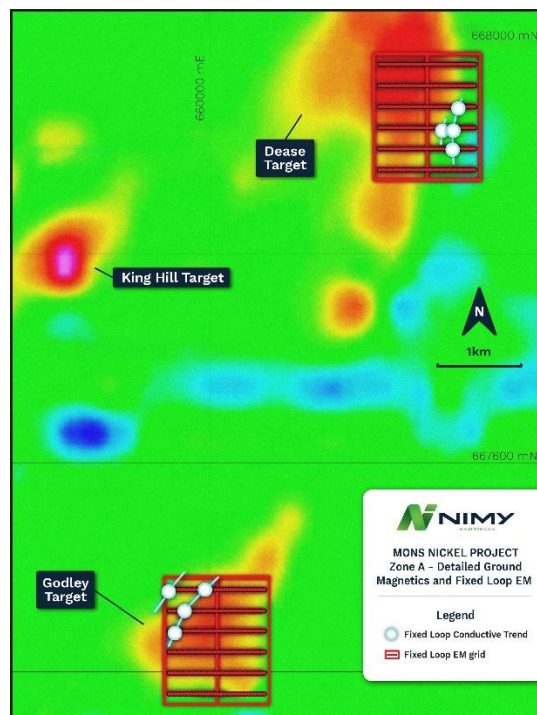 668000 mN
660000 mE
Dease
Target
King Hill Target
N
1km
667600 mN
NIMY
MONS NICKEL PROJECT
Zone A - Detailed Ground
Magnetics and Fixed Loop EM
Legend
Fixed Loop Conductive Trend
Fixed Loop EM grid
Godley
Target